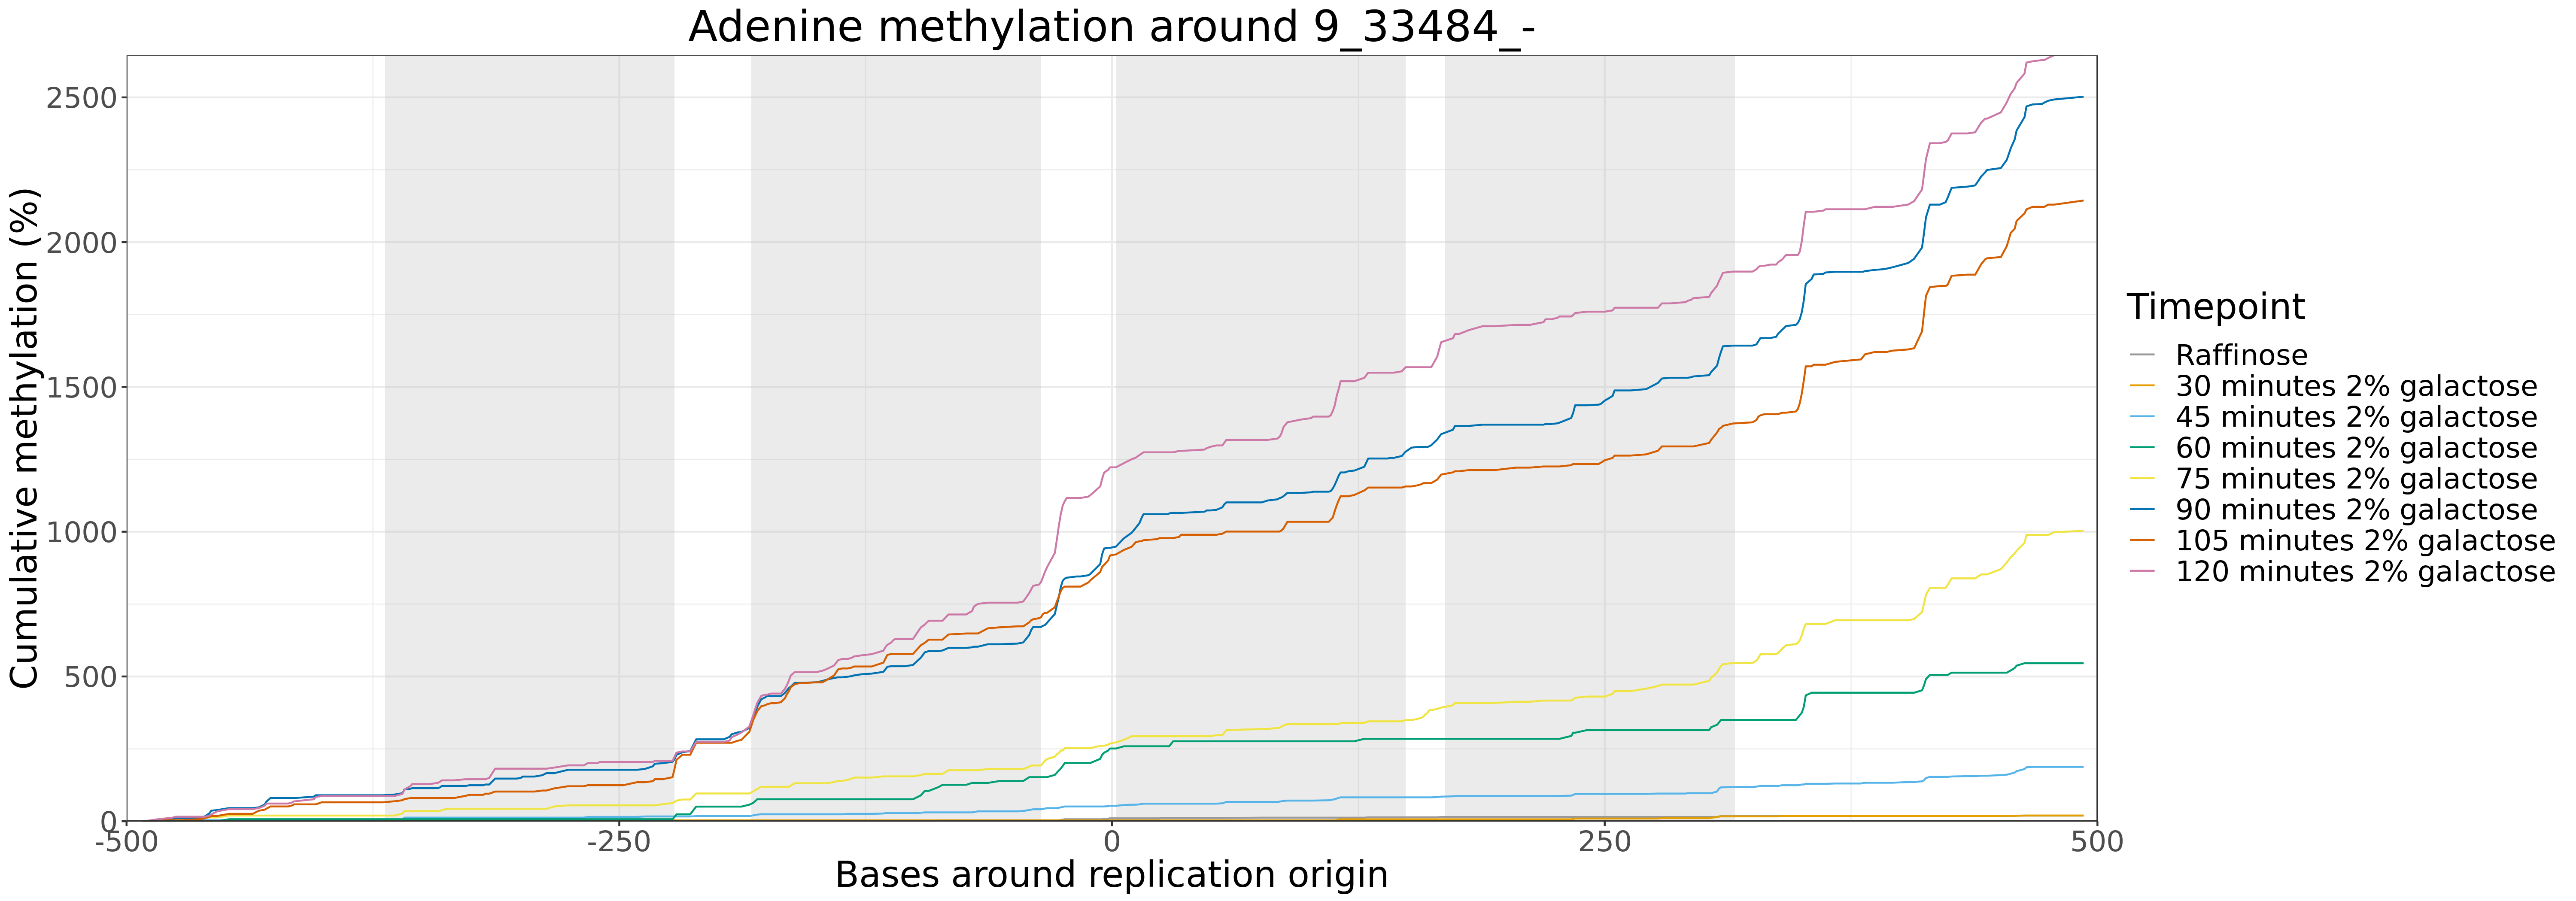 Adenine methylation around 9_33484_-
Cumulative methylation (%)
2500
2000
1500
1000
500
0
-500
-250
0
250
500
Bases around replication origin
Timepoint
Raffinose
30 minutes 2% galactose
45 minutes 2% galactose
60 minutes 2% galactose
75 minutes 2% galactose
90 minutes 2% galactose
105 minutes 2% galactose
120 minutes 2% galactose